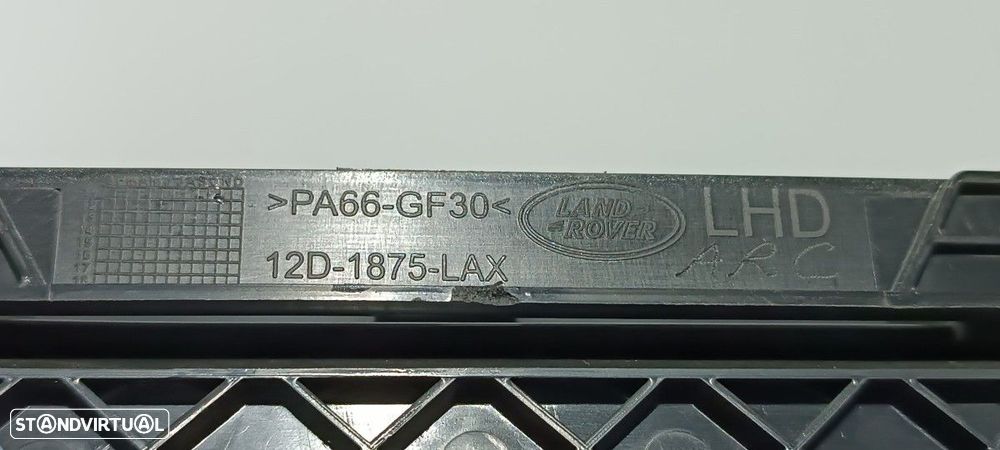 >PA66-GF30<
12D-1875-LAX
LAND
ROVER
LHD
ARC
STANDVIRTUAL